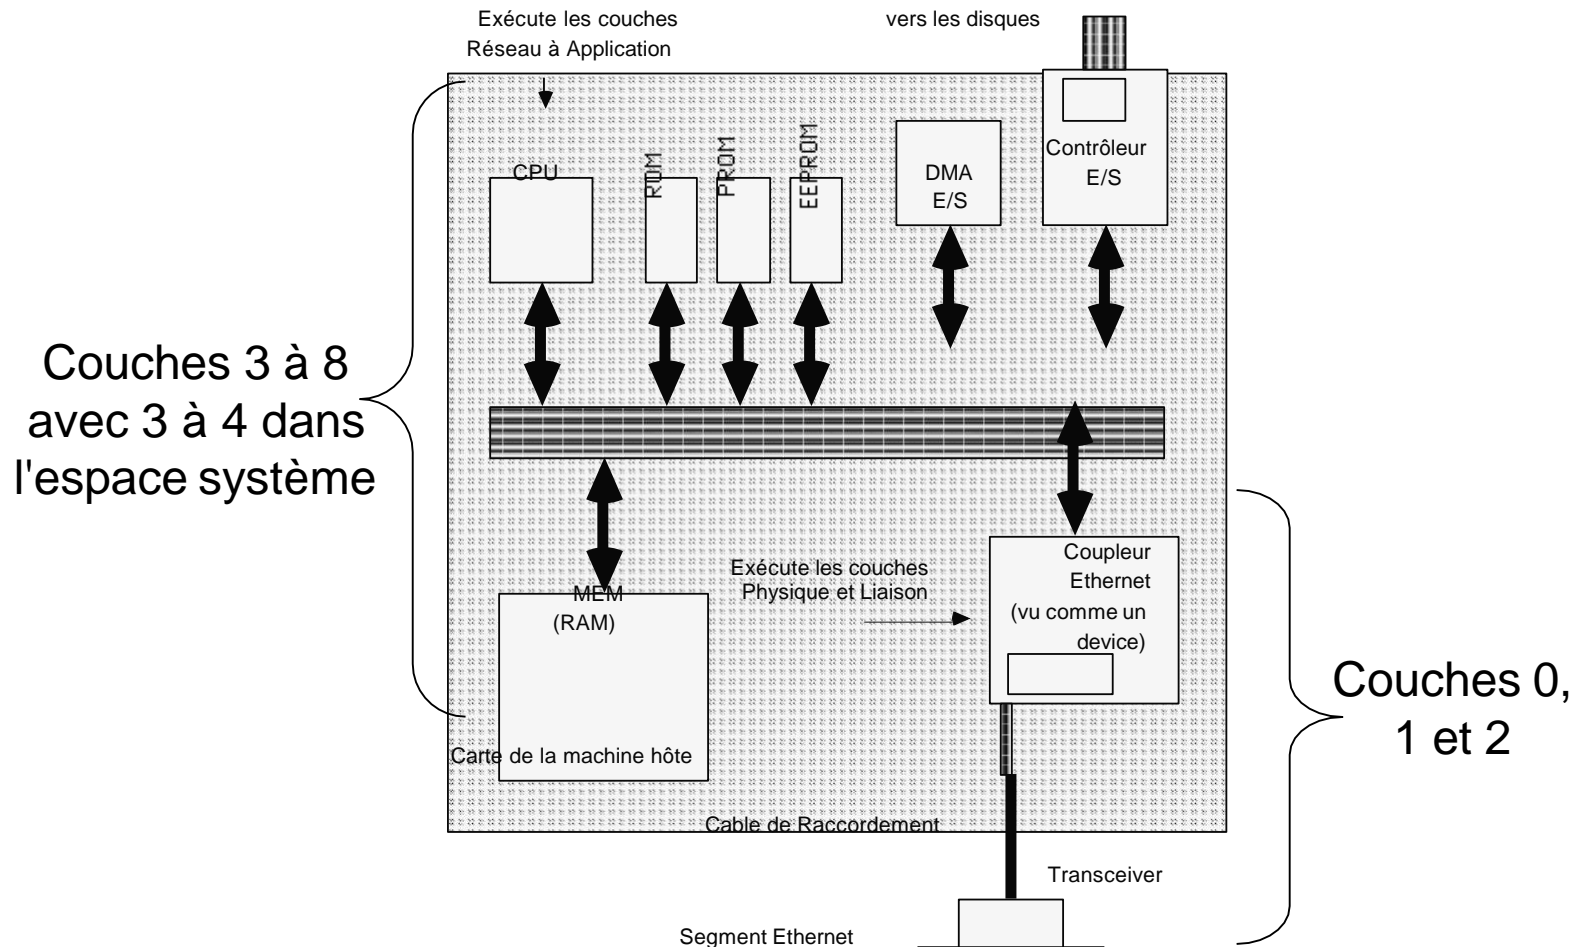 Exécute les couches
Réseau à Application
vers les disques
CPU
ROM
PROM
EEPROM
DMA
E/S
Contrôleur
E/S
Couches 3 à 8
avec 3 à 4 dans
l'espace système
MEM
(RAM)
Exécute les couches
Physique et Liaison
Coupleur
Ethernet
(vu comme un
device)
Couches 0,
1 et 2
Carte de la machine hôte
Cable de Raccordement
Transceiver
Segment Ethernet